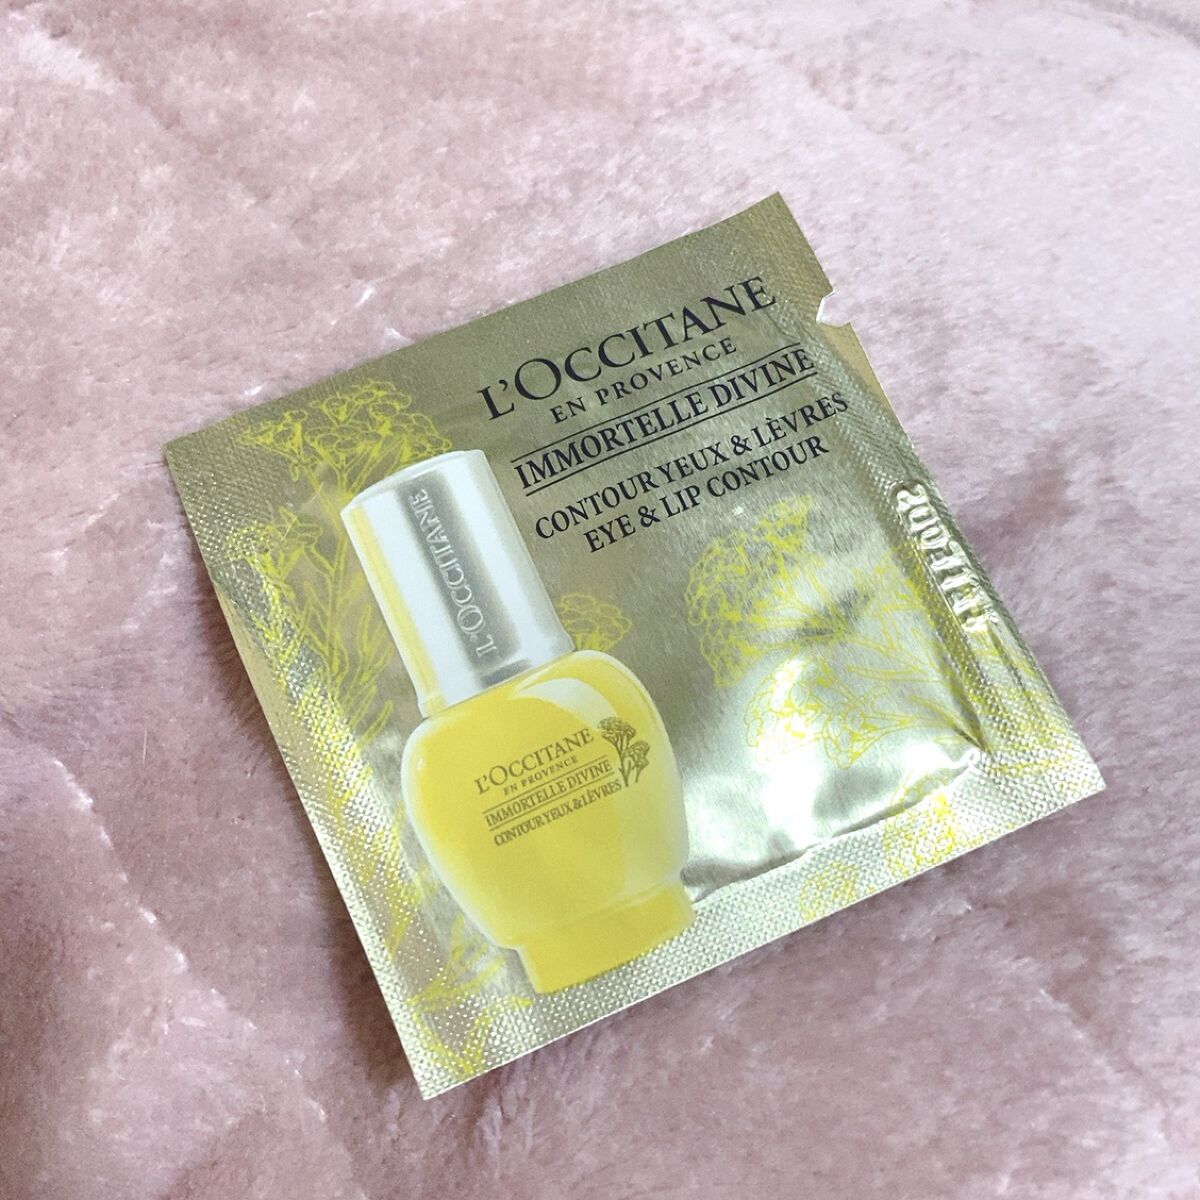 L'OCCITANE
EN PROVENCE
IMMORTELLE DIVINE
CONTOUR YEUX & LÈVRES
EYE & LIP CONTOUR
L'OCCITANE
L'OCCITANE
EN PROVENCE
IMMORTELLE DIVINE
CONTOUR YEUX & LÈVRES